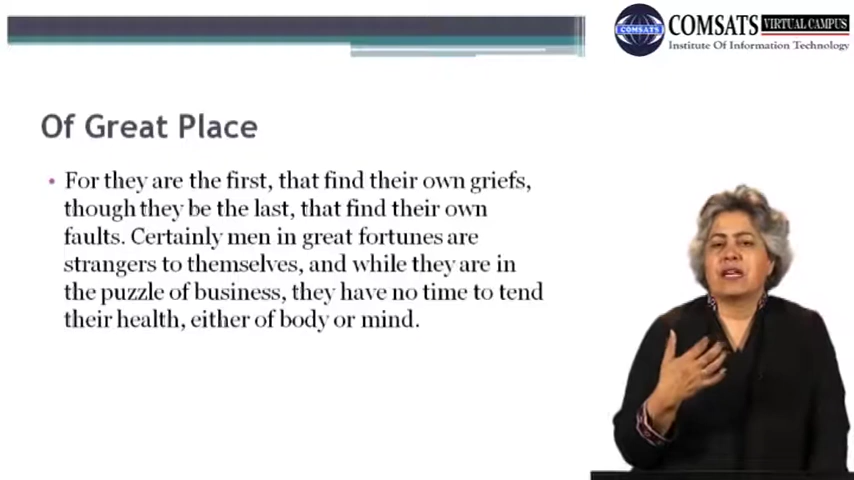 COMSATS
COMSATS VIRTUAL CAMPUS
Institute Of Information Technology
Of Great Place
• For they are the first, that find their own griefs,
though they be the last, that find their own
faults. Certainly men in great fortunes are
strangers to themselves, and while they are in
the puzzle of business, they have no time to tend
their health, either of body or mind.